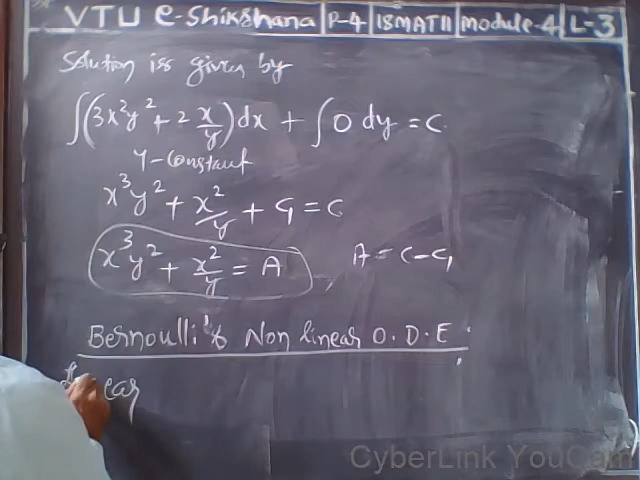 VTU e-Shikshana P-4 18MAT11 module-4 L-3
Solution is given by
∫(3x²y² + 2 x/y) dx + ∫ 0 dy = C.
y-constant
x³y² + x²/y + C₁ = C
x³y² + x²/y = A A = C - C₁
Bernoulli's Non linear O.D.E.
Linear
CyberLink YouCam